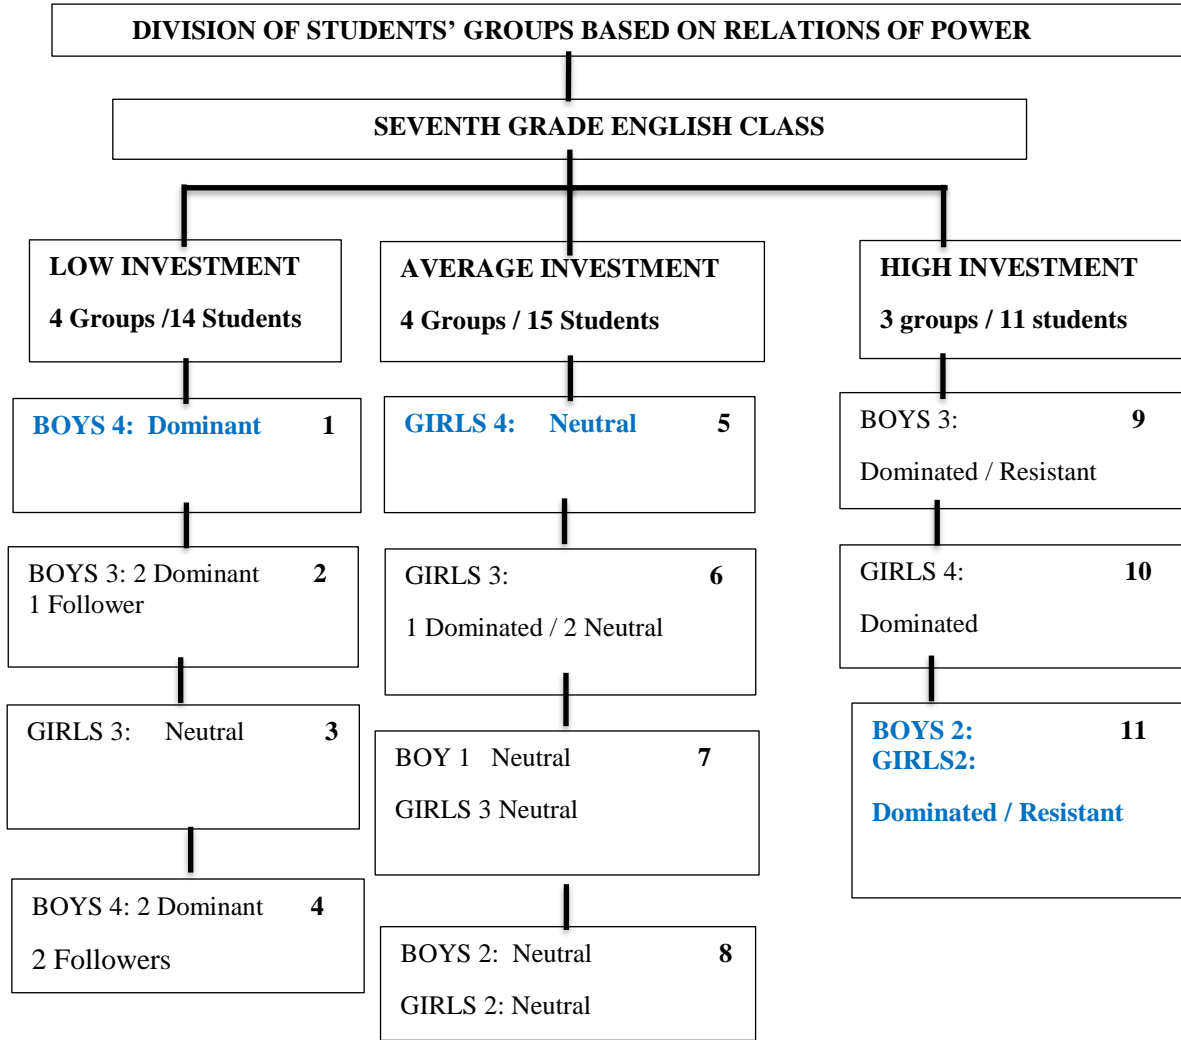 DIVISION OF STUDENTS’ GROUPS BASED ON RELATIONS OF POWER
SEVENTH GRADE ENGLISH CLASS
LOW INVESTMENT
4 Groups /14 Students
BOYS 4: Dominant 1
BOYS 3: 2 Dominant 2
1 Follower
GIRLS 3: Neutral 3
BOYS 4: 2 Dominant 4
2 Followers
AVERAGE INVESTMENT
4 Groups / 15 Students
GIRLS 4: Neutral 5
GIRLS 3: 6
1 Dominated / 2 Neutral
BOY 1 Neutral 7
GIRLS 3 Neutral
BOYS 2: Neutral 8
GIRLS 2: Neutral
HIGH INVESTMENT
3 groups / 11 students
BOYS 3: 9
Dominated / Resistant
GIRLS 4: 10
Dominated
BOYS 2: 11
GIRLS2:
Dominated / Resistant